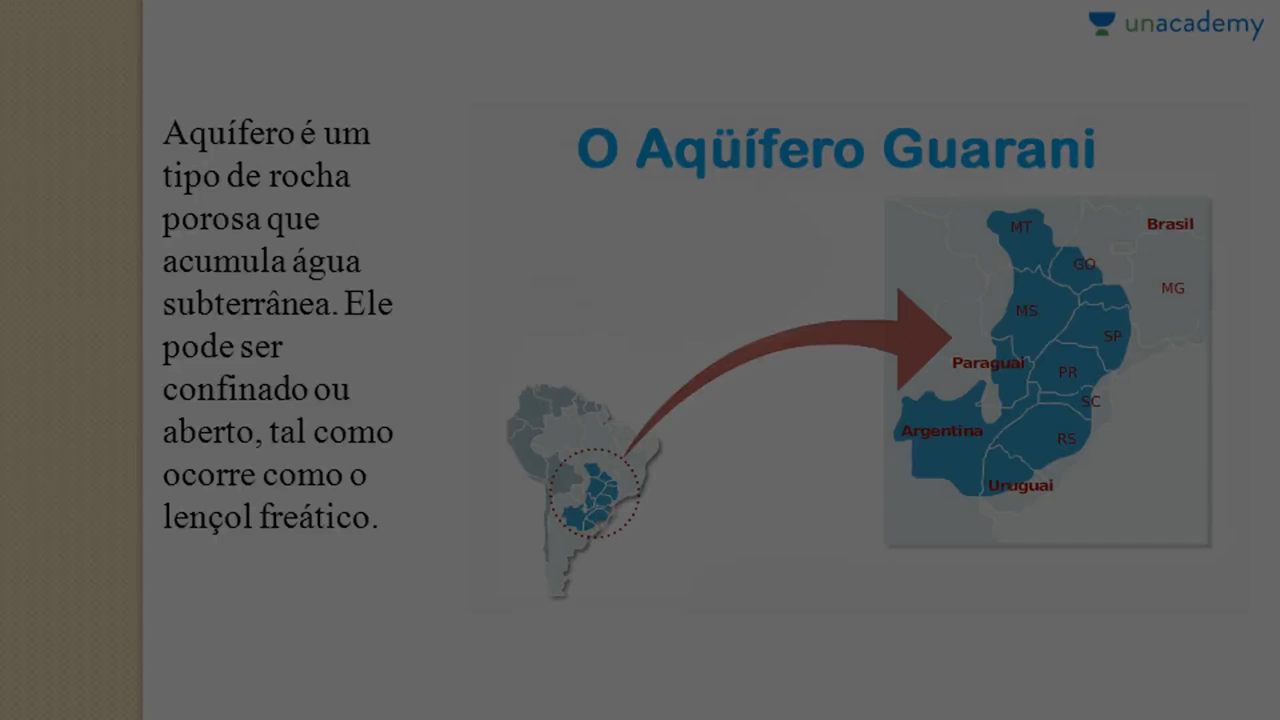 unacademy
Aquífero é um
tipo de rocha
porosa que
acumula água
subterrânea. Ele
pode ser
confinado ou
aberto, tal como
ocorre como o
lençol freático.
O Aqüífero Guarani
Brasil
MT
GO
MG
MS
SP
Paraguai
PR
SC
Argentina
RS
Uruguai